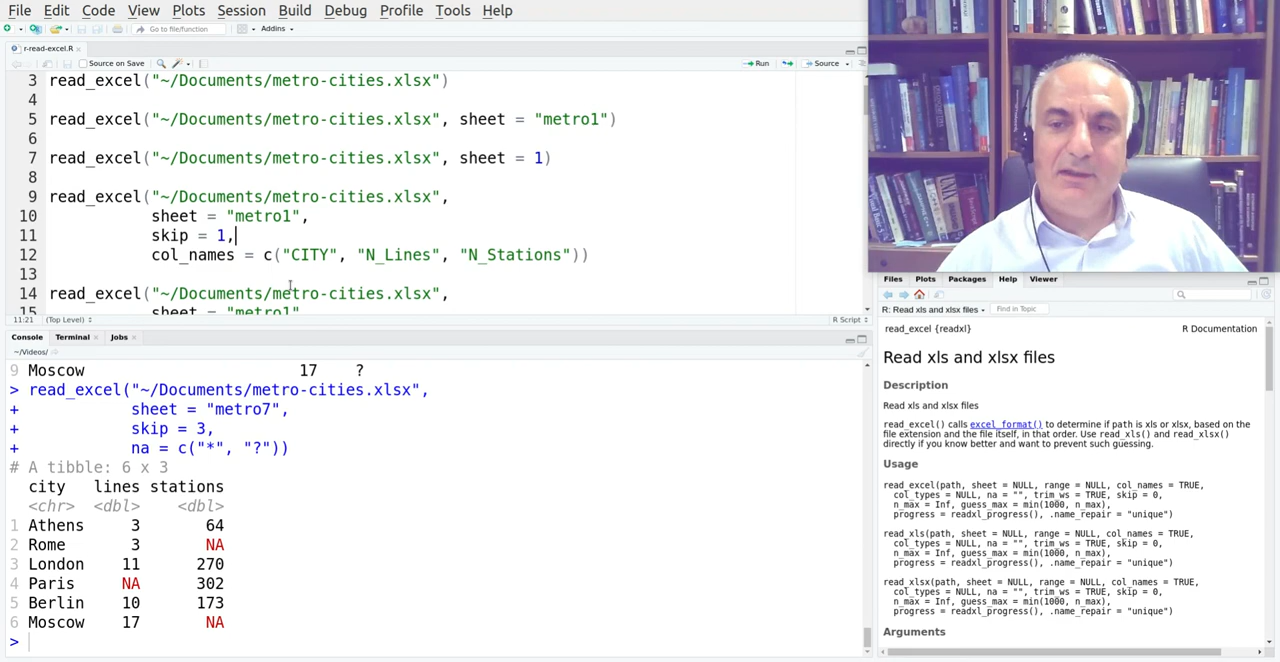 File Edit Code View Plots Session Build Debug Profile Tools Help
Go to file/function Addins
r-read-excel.R
Source on Save Run Source
3 read_excel("~/Documents/metro-cities.xlsx")
4
5 read_excel("~/Documents/metro-cities.xlsx", sheet = "metro1")
6
7 read_excel("~/Documents/metro-cities.xlsx", sheet = 1)
8
9 read_excel("~/Documents/metro-cities.xlsx",
10 sheet = "metro1",
11 skip = 1,
12 col_names = c("CITY", "N_Lines", "N_Stations"))
13
14 read_excel("~/Documents/metro-cities.xlsx",
15 sheet = "metro1"
11:21 (Top Level) R Script
Console Terminal Jobs
~/Videos/
9 Moscow 17 ?
> read_excel("~/Documents/metro-cities.xlsx",
+ sheet = "metro7",
+ skip = 3,
+ na = c("*", "?"))
# A tibble: 6 x 3
city lines stations
<chr> <dbl> <dbl>
1 Athens 3 64
2 Rome 3 NA
3 London 11 270
4 Paris NA 302
5 Berlin 10 173
6 Moscow 17 NA
>
Files Plots Packages Help Viewer
R: Read xls and xlsx files Find in Topic
read_excel {readxl} R Documentation
Read xls and xlsx files
Description
Read xls and xlsx files
read_excel() calls excel_format() to determine if path is xls or xlsx, based on the
file extension and the file itself, in that order. Use read_xls() and read_xlsx()
directly if you know better and want to prevent such guessing.
Usage
read_excel(path, sheet = NULL, range = NULL, col_names = TRUE,
col_types = NULL, na = "", trim_ws = TRUE, skip = 0,
n_max = Inf, guess_max = min(1000, n_max),
progress = readxl_progress(), .name_repair = "unique")
read_xls(path, sheet = NULL, range = NULL, col_names = TRUE,
col_types = NULL, na = "", trim_ws = TRUE, skip = 0,
n_max = Inf, guess_max = min(1000, n_max),
progress = readxl_progress(), .name_repair = "unique")
read_xlsx(path, sheet = NULL, range = NULL, col_names = TRUE,
col_types = NULL, na = "", trim_ws = TRUE, skip = 0,
n_max = Inf, guess_max = min(1000, n_max),
progress = readxl_progress(), .name_repair = "unique")
Arguments